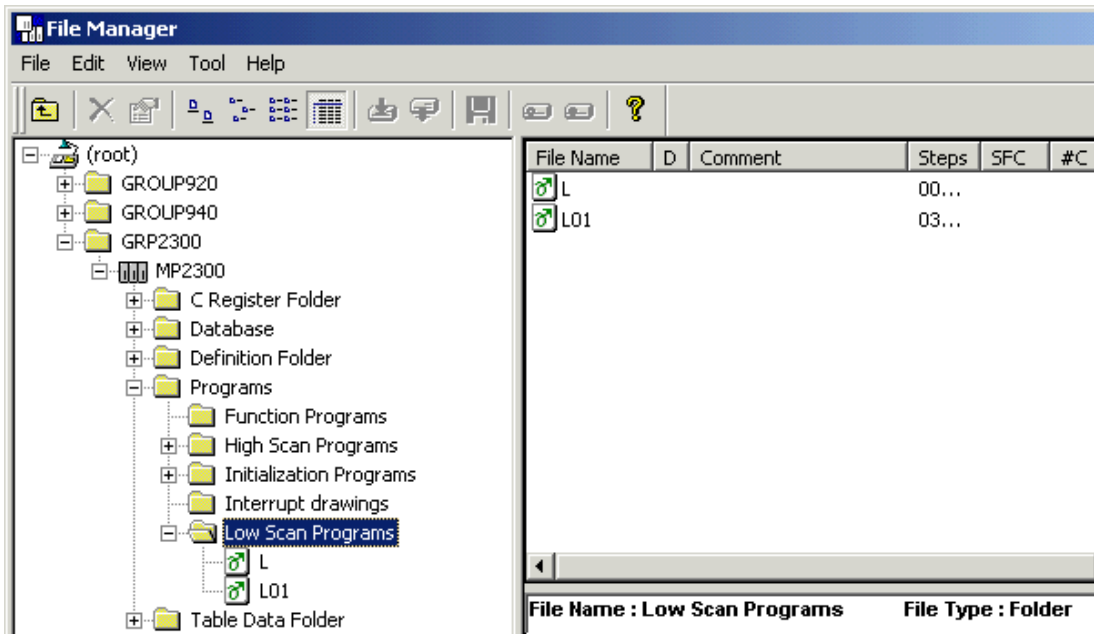 File Manager
File Edit View Tool Help
(root)
GROUP920
GROUP940
GRP2300
MP2300
C Register Folder
Database
Definition Folder
Programs
Function Programs
High Scan Programs
Initialization Programs
Interrupt drawings
Low Scan Programs
L
L01
Table Data Folder
File Name D Comment Steps SFC #C
L 00...
L01 03...
File Name : Low Scan Programs File Type : Folder